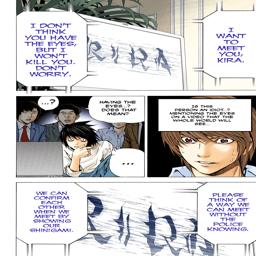 I WANT
TO
MEET
YOU,
KIRA.
KIRA
I DON'T
THINK
YOU HAVE
THE EYES,
BUT I
WON'T
KILL YOU.
DON'T
WORRY.
IS THIS
PERSON AN IDIOT..?
MENTIONING THE EYES
ON A VIDEO THAT THE
WHOLE WORLD WILL
SEE...
HAVING THE
EYES..?
DOES THAT
MEAN?
...?
...
PLEASE
THINK OF
A WAY WE
CAN MEET
WITHOUT
THE
POLICE
KNOWING.
KIRA
WE CAN
CONFIRM
EACH
OTHER
WHEN WE
MEET BY
SHOWING
OUR
SHINIGAMI.